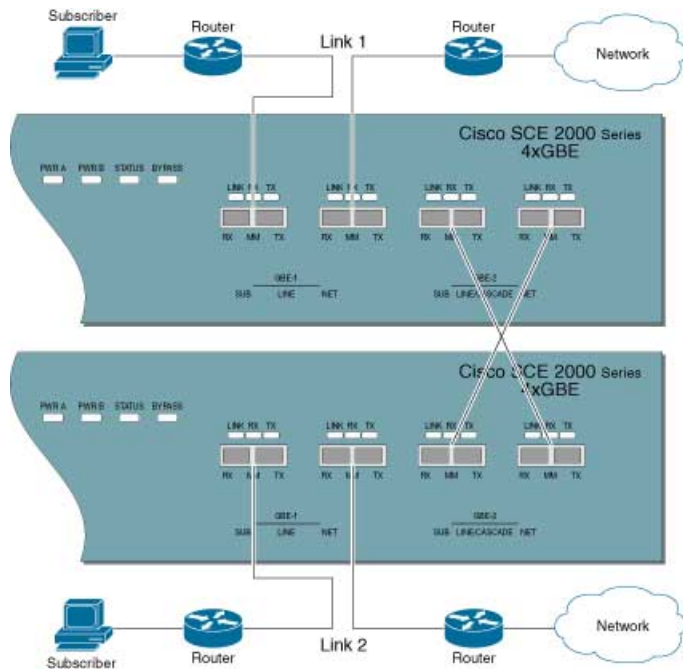 Subscriber
Router
Link 1
Router
Network
Cisco SCE 2000 Series
4xGBE
PWR A PWR B STATUS BYPASS
LINK RX TX LINK RX TX LINK RX TX LINK RX TX
RX MM TX RX MM TX RX MM TX RX MM TX
GBE-1 GBE-2
SUB LINE NET SUB LINE/CASCADE NET
Cisco SCE 2000 Series
4xGBE
PWR A PWR B STATUS BYPASS
LINK RX TX LINK RX TX LINK RX TX LINK RX TX
RX MM TX RX MM TX RX MM TX RX MM TX
GBE-1 GBE-2
SUB LINE NET SUB LINE/CASCADE NET
Subscriber
Router
Link 2
Router
Network